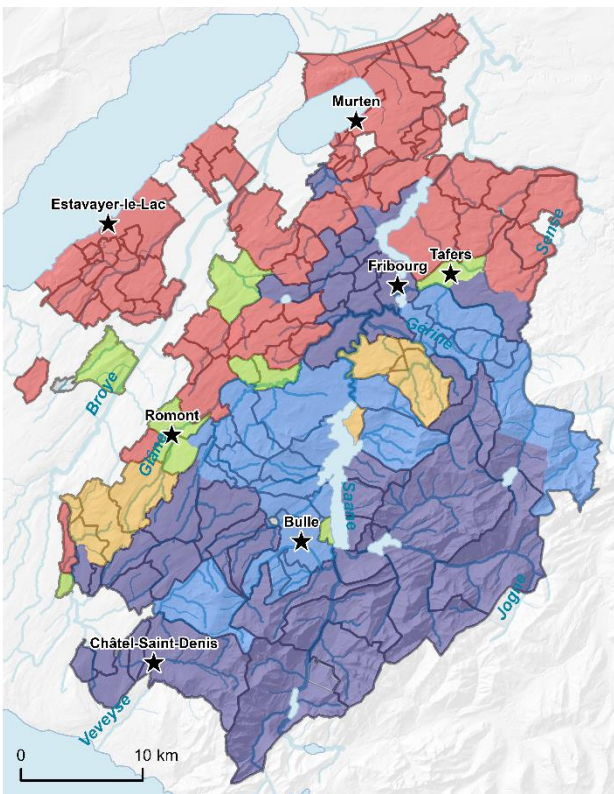 Murten
Estavayer-le-Lac
Sense
Tafers
Fribourg
Gérine
Broye
Romont
Glâne
Sarine
Bulle
Jogne
Châtel-Saint-Denis
Veveyse
0 10 km